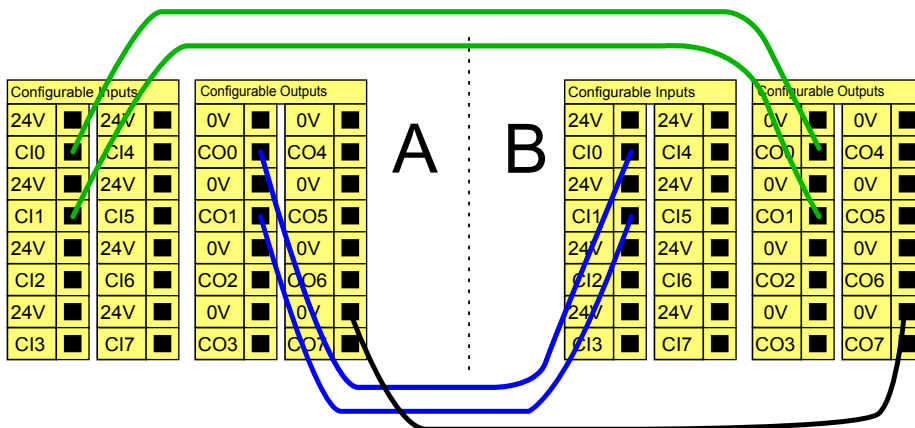 Configurable Inputs
24V 24V
CI0 CI4
24V 24V
CI1 CI5
24V 24V
CI2 CI6
24V 24V
CI3 CI7
Configurable Outputs
0V 0V
CO0 CO4
0V 0V
CO1 CO5
0V 0V
CO2 CO6
0V 0V
CO3 CO7
A
B
Configurable Inputs
24V 24V
CI0 CI4
24V 24V
CI1 CI5
24V 24V
CI2 CI6
24V 24V
CI3 CI7
Configurable Outputs
0V 0V
CO0 CO4
0V 0V
CO1 CO5
0V 0V
CO2 CO6
0V 0V
CO3 CO7